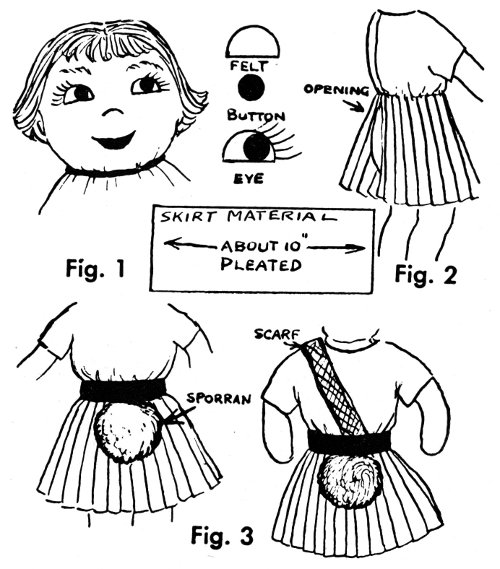 FELT
BUTTON
EYE
OPENING
SKIRT MATERIAL
ABOUT 10"
PLEATED
Fig. 1
Fig. 2
SPORRAN
SCARF
Fig. 3